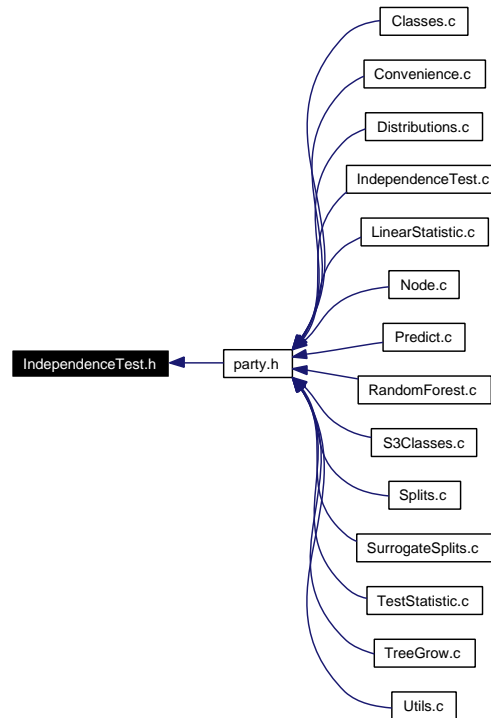 Classes.c
Convenience.c
Distributions.c
IndependenceTest.c
LinearStatistic.c
Node.c
Predict.c
IndependenceTest.h
party.h
RandomForest.c
S3Classes.c
Splits.c
SurrogateSplits.c
TestStatistic.c
TreeGrow.c
Utils.c